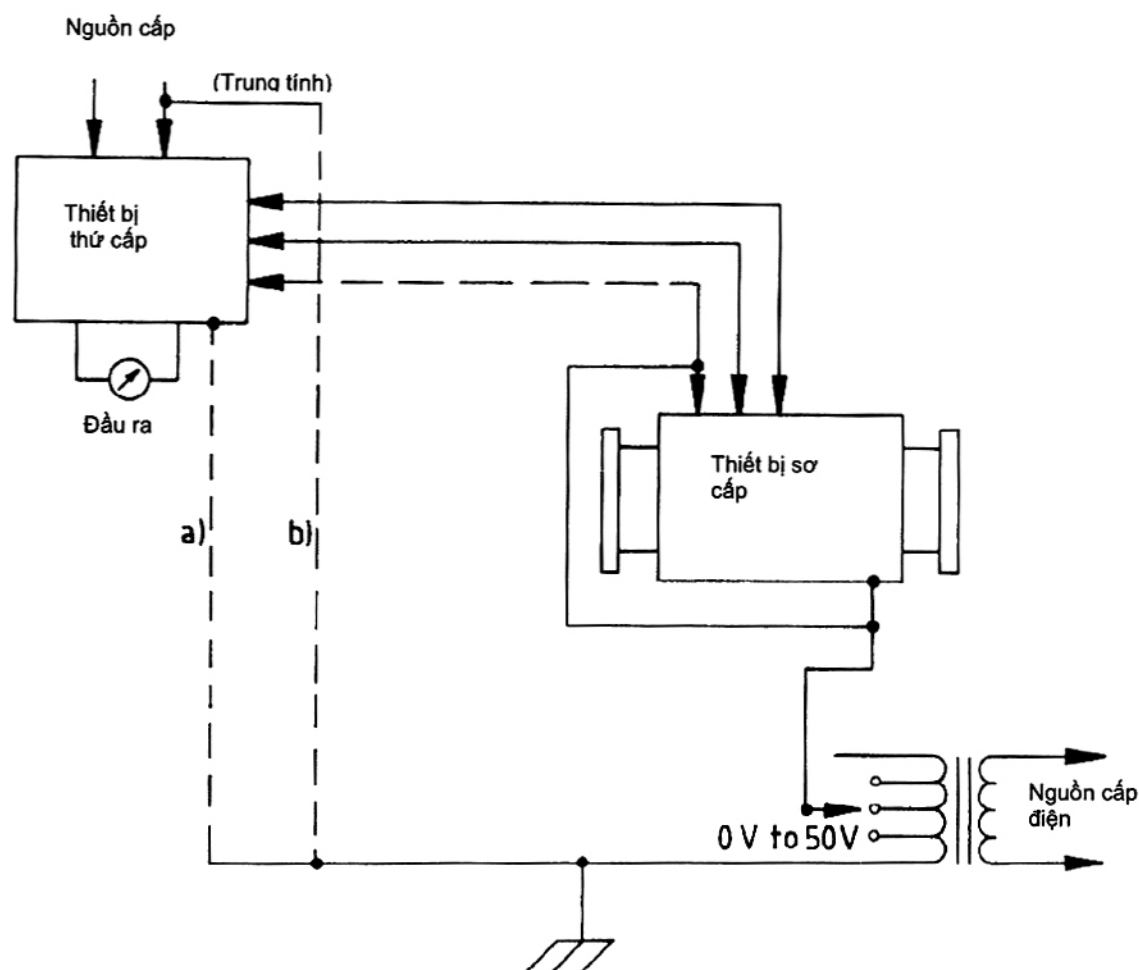 Nguồn cấp
(Trung tính)
Thiết bị
thứ cấp
Đầu ra
Thiết bị sơ
cấp
a)
b)
Nguồn cấp
điện
0 V to 50 V